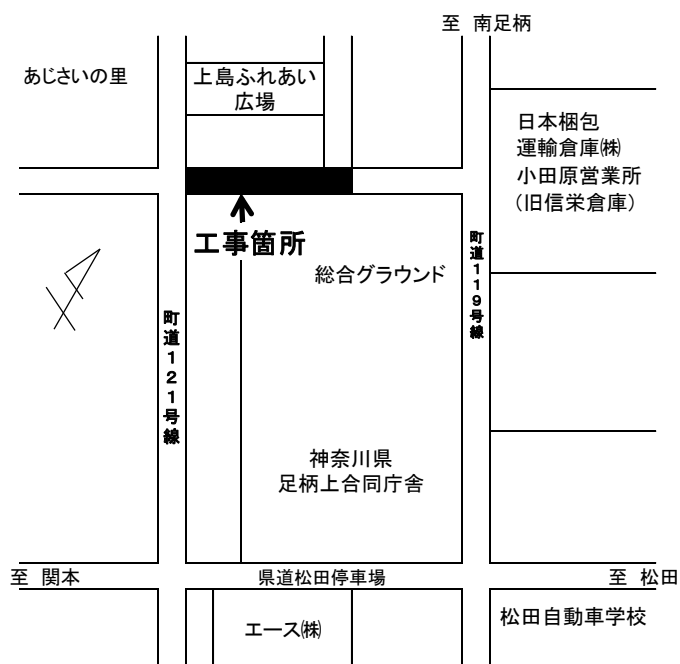 至 南足柄
あじさいの里
上島ふれあい
広場
日本梱包
運輸倉庫㈱
小田原営業所
(旧信栄倉庫)
工事箇所
総合グラウンド
町道119号線
町道121号線
神奈川県
足柄上合同庁舎
至 関本
県道松田停車場
至 松田
エース㈱
松田自動車学校